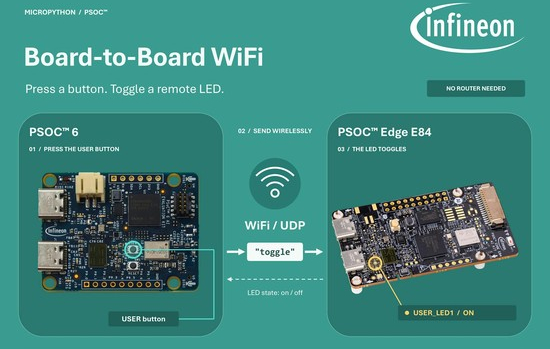 MICROPYTHON / PSOC™
infineon
Board-to-Board WiFi
Press a button. Toggle a remote LED.
NO ROUTER NEEDED
PSOC™ 6
01 / PRESS THE USER BUTTON
02 / SEND WIRELESSLY
PSOC™ Edge E84
03 / THE LED TOGGLES
infineon
WiFi / UDP
"toggle"
LED state: on / off
USER button
USER_LED1 / ON